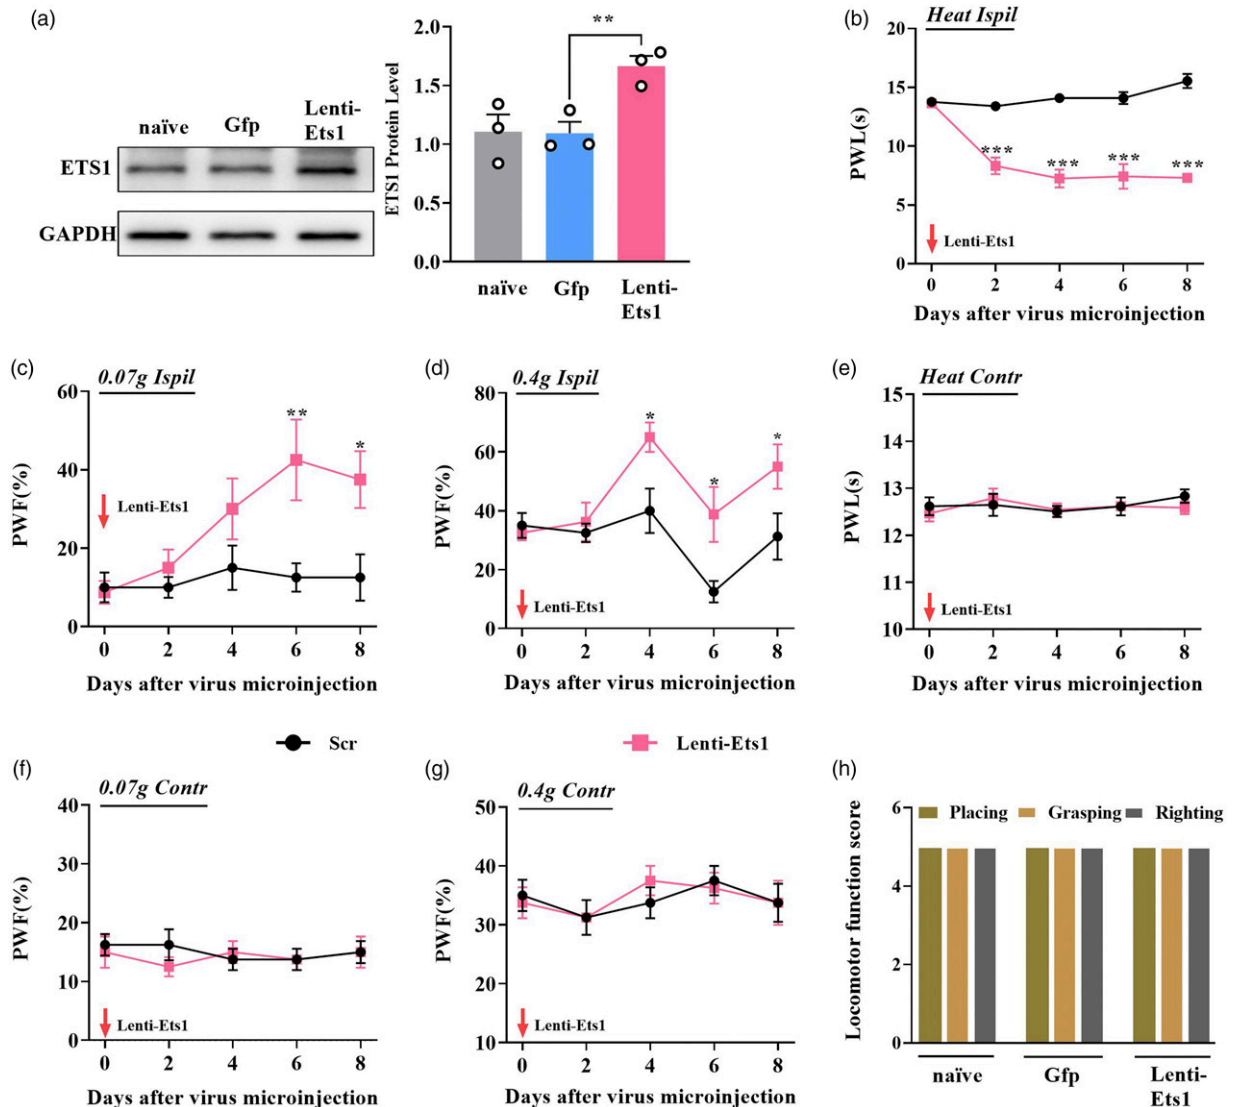 (a)
naïve
Gfp
Lenti-
Ets1
ETS1
GAPDH
ETS1 Protein Level
2.0
1.5
1.0
0.5
0.0
**
naïve
Gfp
Lenti-
Ets1
(b)
Heat Ispil
PWL(s)
20
15
10
5
0
***
***
***
***
Lenti-Ets1
0 2 4 6 8
Days after virus microinjection
(c)
0.07g Ispil
PWF(%)
60
40
20
0
**
*
Lenti-Ets1
0 2 4 6 8
Days after virus microinjection
(d)
0.4g Ispil
PWF(%)
80
60
40
20
0
*
*
*
Lenti-Ets1
0 2 4 6 8
Days after virus microinjection
(e)
Heat Contr
PWL(s)
15
14
13
12
11
10
Lenti-Ets1
0 2 4 6 8
Days after virus microinjection
Scr
Lenti-Ets1
(f)
0.07g Contr
PWF(%)
40
30
20
10
0
Lenti-Ets1
0 2 4 6 8
Days after virus microinjection
(g)
0.4g Contr
PWF(%)
50
40
30
20
10
Lenti-Ets1
0 2 4 6 8
Days after virus microinjection
(h)
Locomotor function score
6
4
2
0
Placing Grasping Righting
naïve
Gfp
Lenti-
Ets1